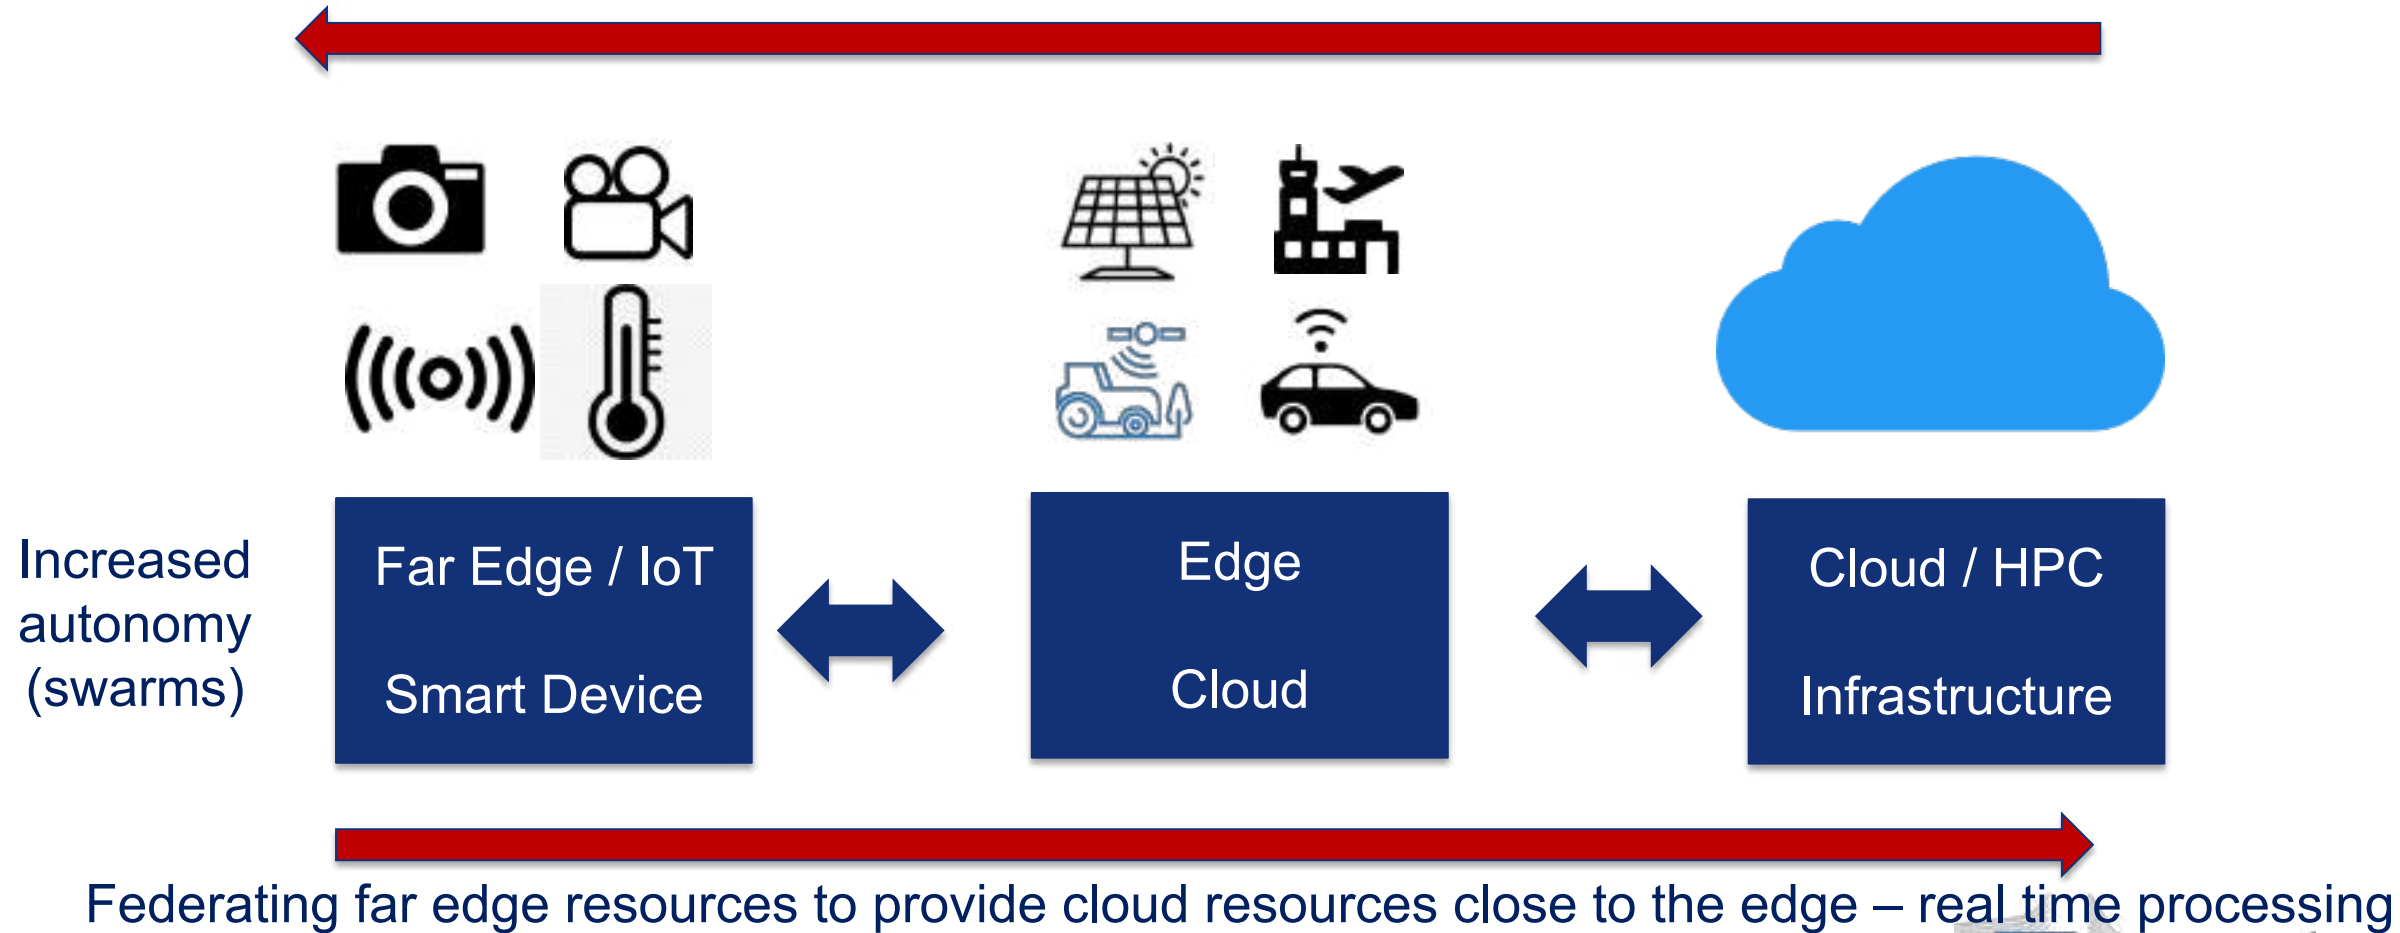 Increased
autonomy
(swarms)
Far Edge / IoT
Smart Device
Edge
Cloud
Cloud / HPC
Infrastructure
Federating far edge resources to provide cloud resources close to the edge – real time processing